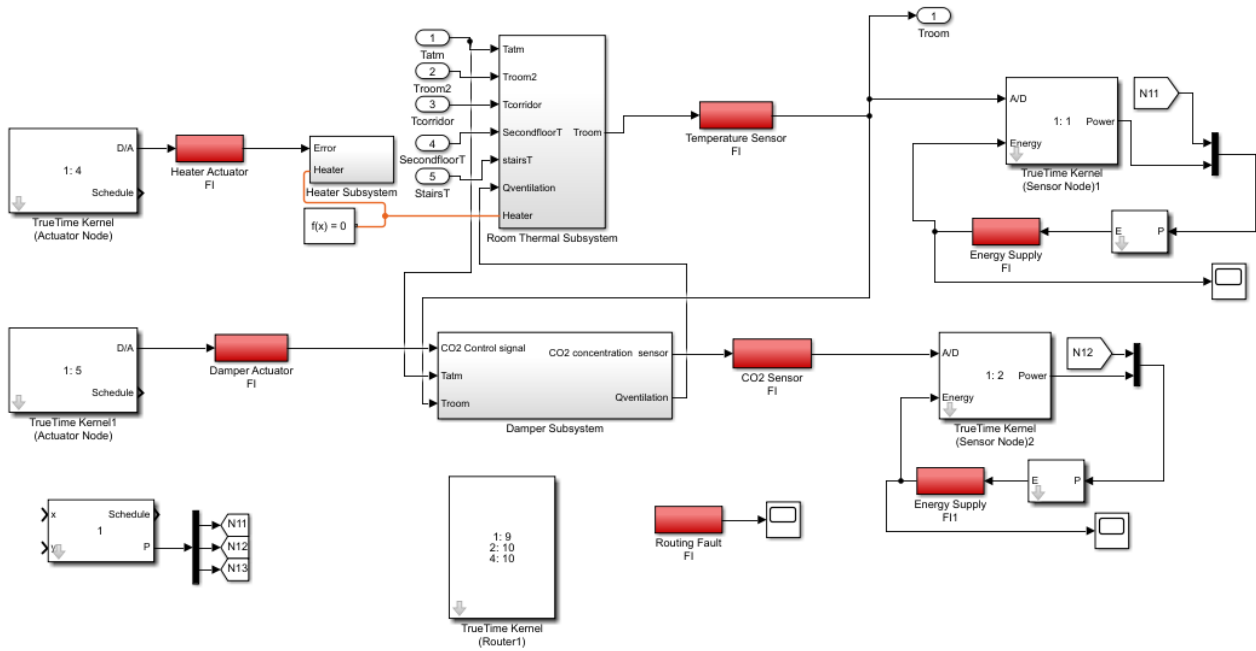 1
Troom
1
Tatm
2
Troom2
3
Tcorridor
4
SecondfloorT
5
StairsT
Tatm
Troom2
Tcorridor
SecondfloorT
stairsT
Qventilation
Heater
Troom
Room Thermal Subsystem
Temperature Sensor
FI
A/D
1: 1
Power
Energy
TrueTime Kernel
(Sensor Node)1
N11
D/A
1: 4
Schedule
TrueTime Kernel
(Actuator Node)
Heater Actuator
FI
Error
Heater
Heater Subsystem
f(x) = 0
Energy Supply
FI
E
P
D/A
1: 5
Schedule
TrueTime Kernel1
(Actuator Node)
Damper Actuator
FI
CO2 Control signal
Tatm
Troom
CO2 concentration sensor
Qventilation
Damper Subsystem
CO2 Sensor
FI
A/D
1: 2
Power
Energy
TrueTime Kernel
(Sensor Node)2
N12
Energy Supply
FI1
E
P
x
y
1
Schedule
P
N11
N12
N13
1: 9
2: 10
4: 10
TrueTime Kernel
(Router1)
Routing Fault
FI